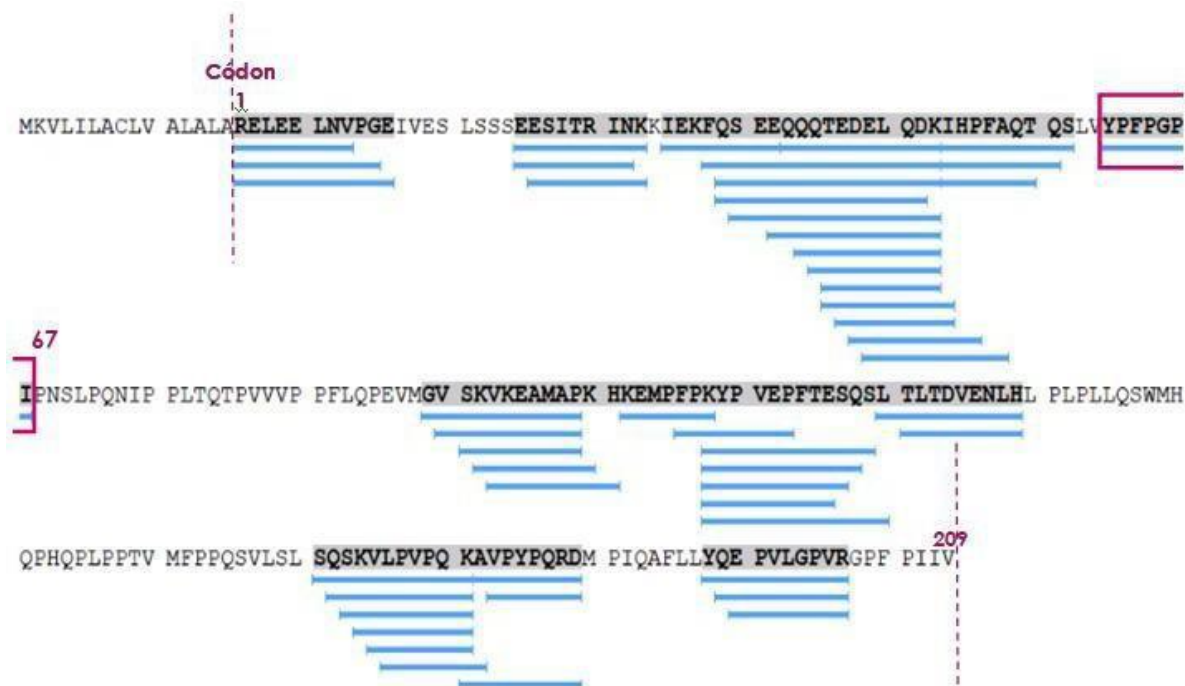 Códon
1
MKVLILACLV ALALARELEE LNVPGEIVES LSSSEESITR INKKIEKFQS EEQQQTEDEL QDKIHPFAQT QSLVYPFPGP
67
IPNSLPQNIP PLTQTPVVVP PFLQPEVMGV SKVKEAMAPK HKEMPFPKYP VEPFTESQSL TLTDVENLHL PLPLLQSWMH
209
QPHQPLPPTV MFPPQSVLSL SQSKVLPVPQ KAVPYPQRDM PIQAFLLYQE PVLGPVRGPF PIIV